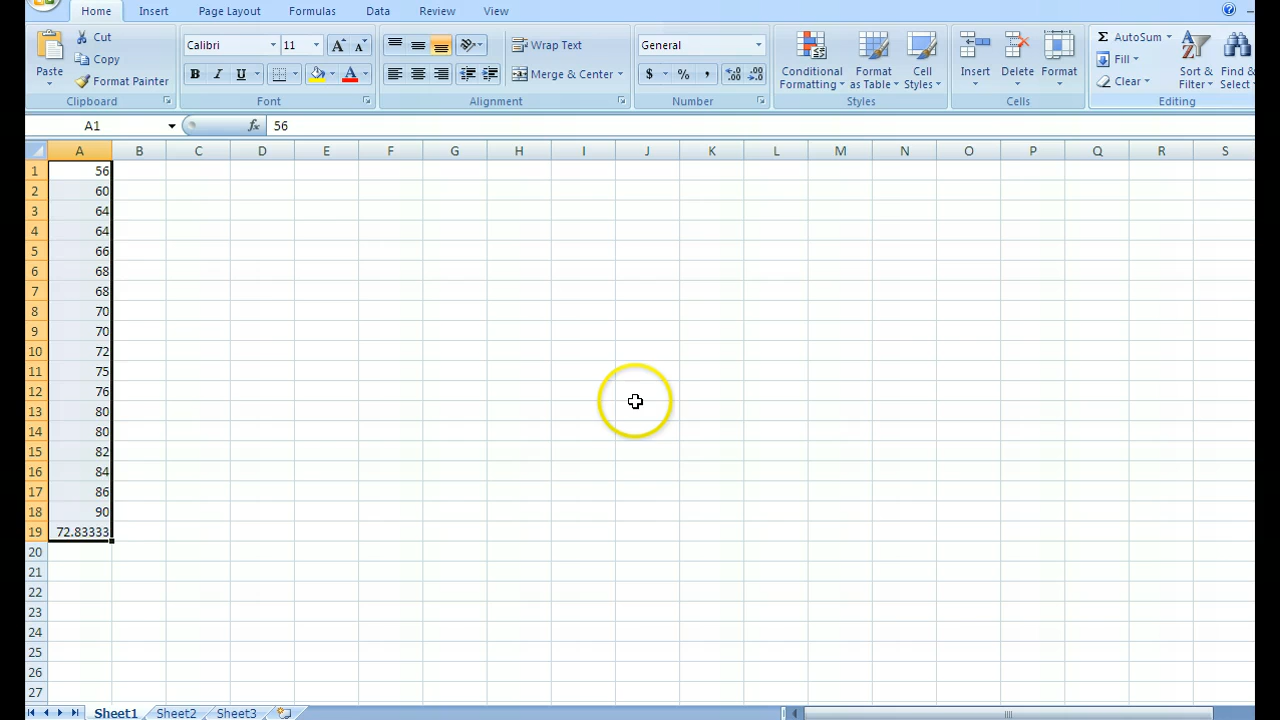 Home Insert Page Layout Formulas Data Review View
Cut
Copy
Format Painter
Paste
Clipboard
Calibri 11 A A
B I U A
Font
Wrap Text
Merge & Center
Alignment
General
$ % , .0 .00 .00 .0
Number
Conditional Formatting
Format as Table
Cell Styles
Styles
Insert Delete Format
Cells
Σ AutoSum
Fill
Clear
Sort & Filter
Find & Select
Editing
A1 fx 56
A B C D E F G H I J K L M N O P Q R S
1 56
2 60
3 64
4 64
5 66
6 68
7 68
8 70
9 70
10 72
11 75
12 76
13 80
14 80
15 82
16 84
17 86
18 90
19 72.83333
20
21
22
23
24
25
26
27
Sheet1 Sheet2 Sheet3